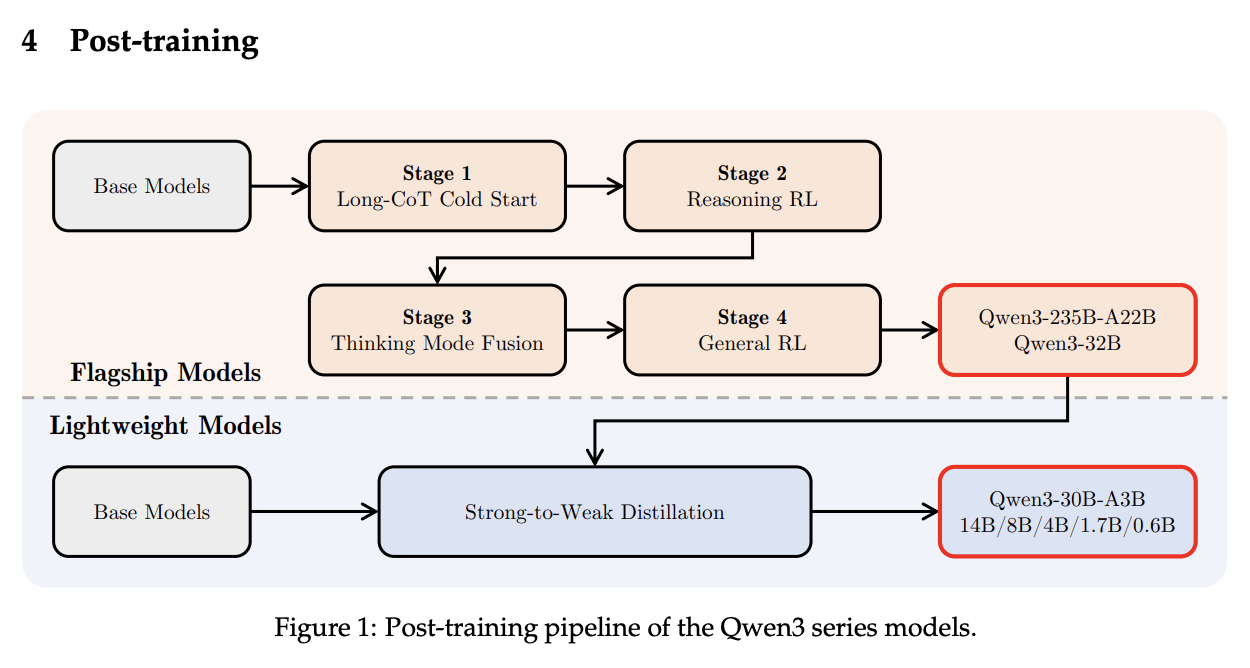 4 Post-training
Base Models
Stage 1
Long-CoT Cold Start
Stage 2
Reasoning RL
Stage 3
Thinking Mode Fusion
Stage 4
General RL
Qwen3-235B-A22B
Qwen3-32B
Flagship Models
Lightweight Models
Base Models
Strong-to-Weak Distillation
Qwen3-30B-A3B
14B/8B/4B/1.7B/0.6B
Figure 1: Post-training pipeline of the Qwen3 series models.